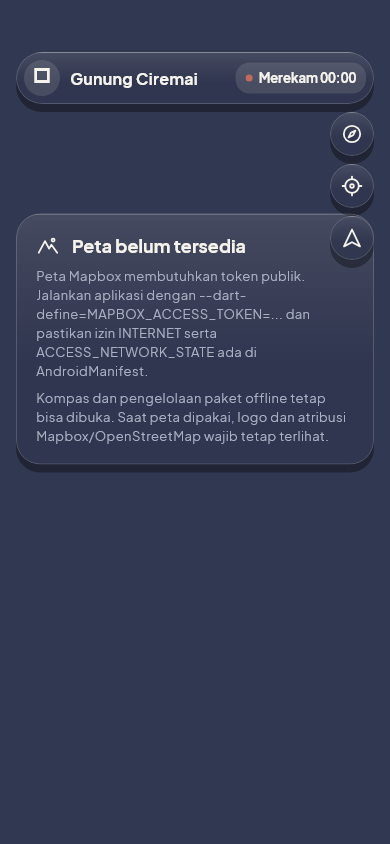 Gunung Ciremai
Merekam 00:00
Peta belum tersedia
Peta Mapbox membutuhkan token publik.
Jalankan aplikasi dengan --dart-
define=MAPBOX_ACCESS_TOKEN=... dan
pastikan izin INTERNET serta
ACCESS_NETWORK_STATE ada di
AndroidManifest.
Kompas dan pengelolaan paket offline tetap
bisa dibuka. Saat peta dipakai, logo dan atribusi
Mapbox/OpenStreetMap wajib tetap terlihat.